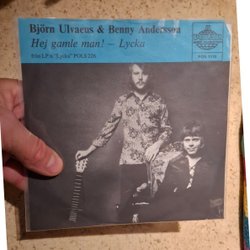 Björn Ulvaeus & Benny Andersson
Hej gamle man! – Lycka
från LP:n "Lycka" POLS 226